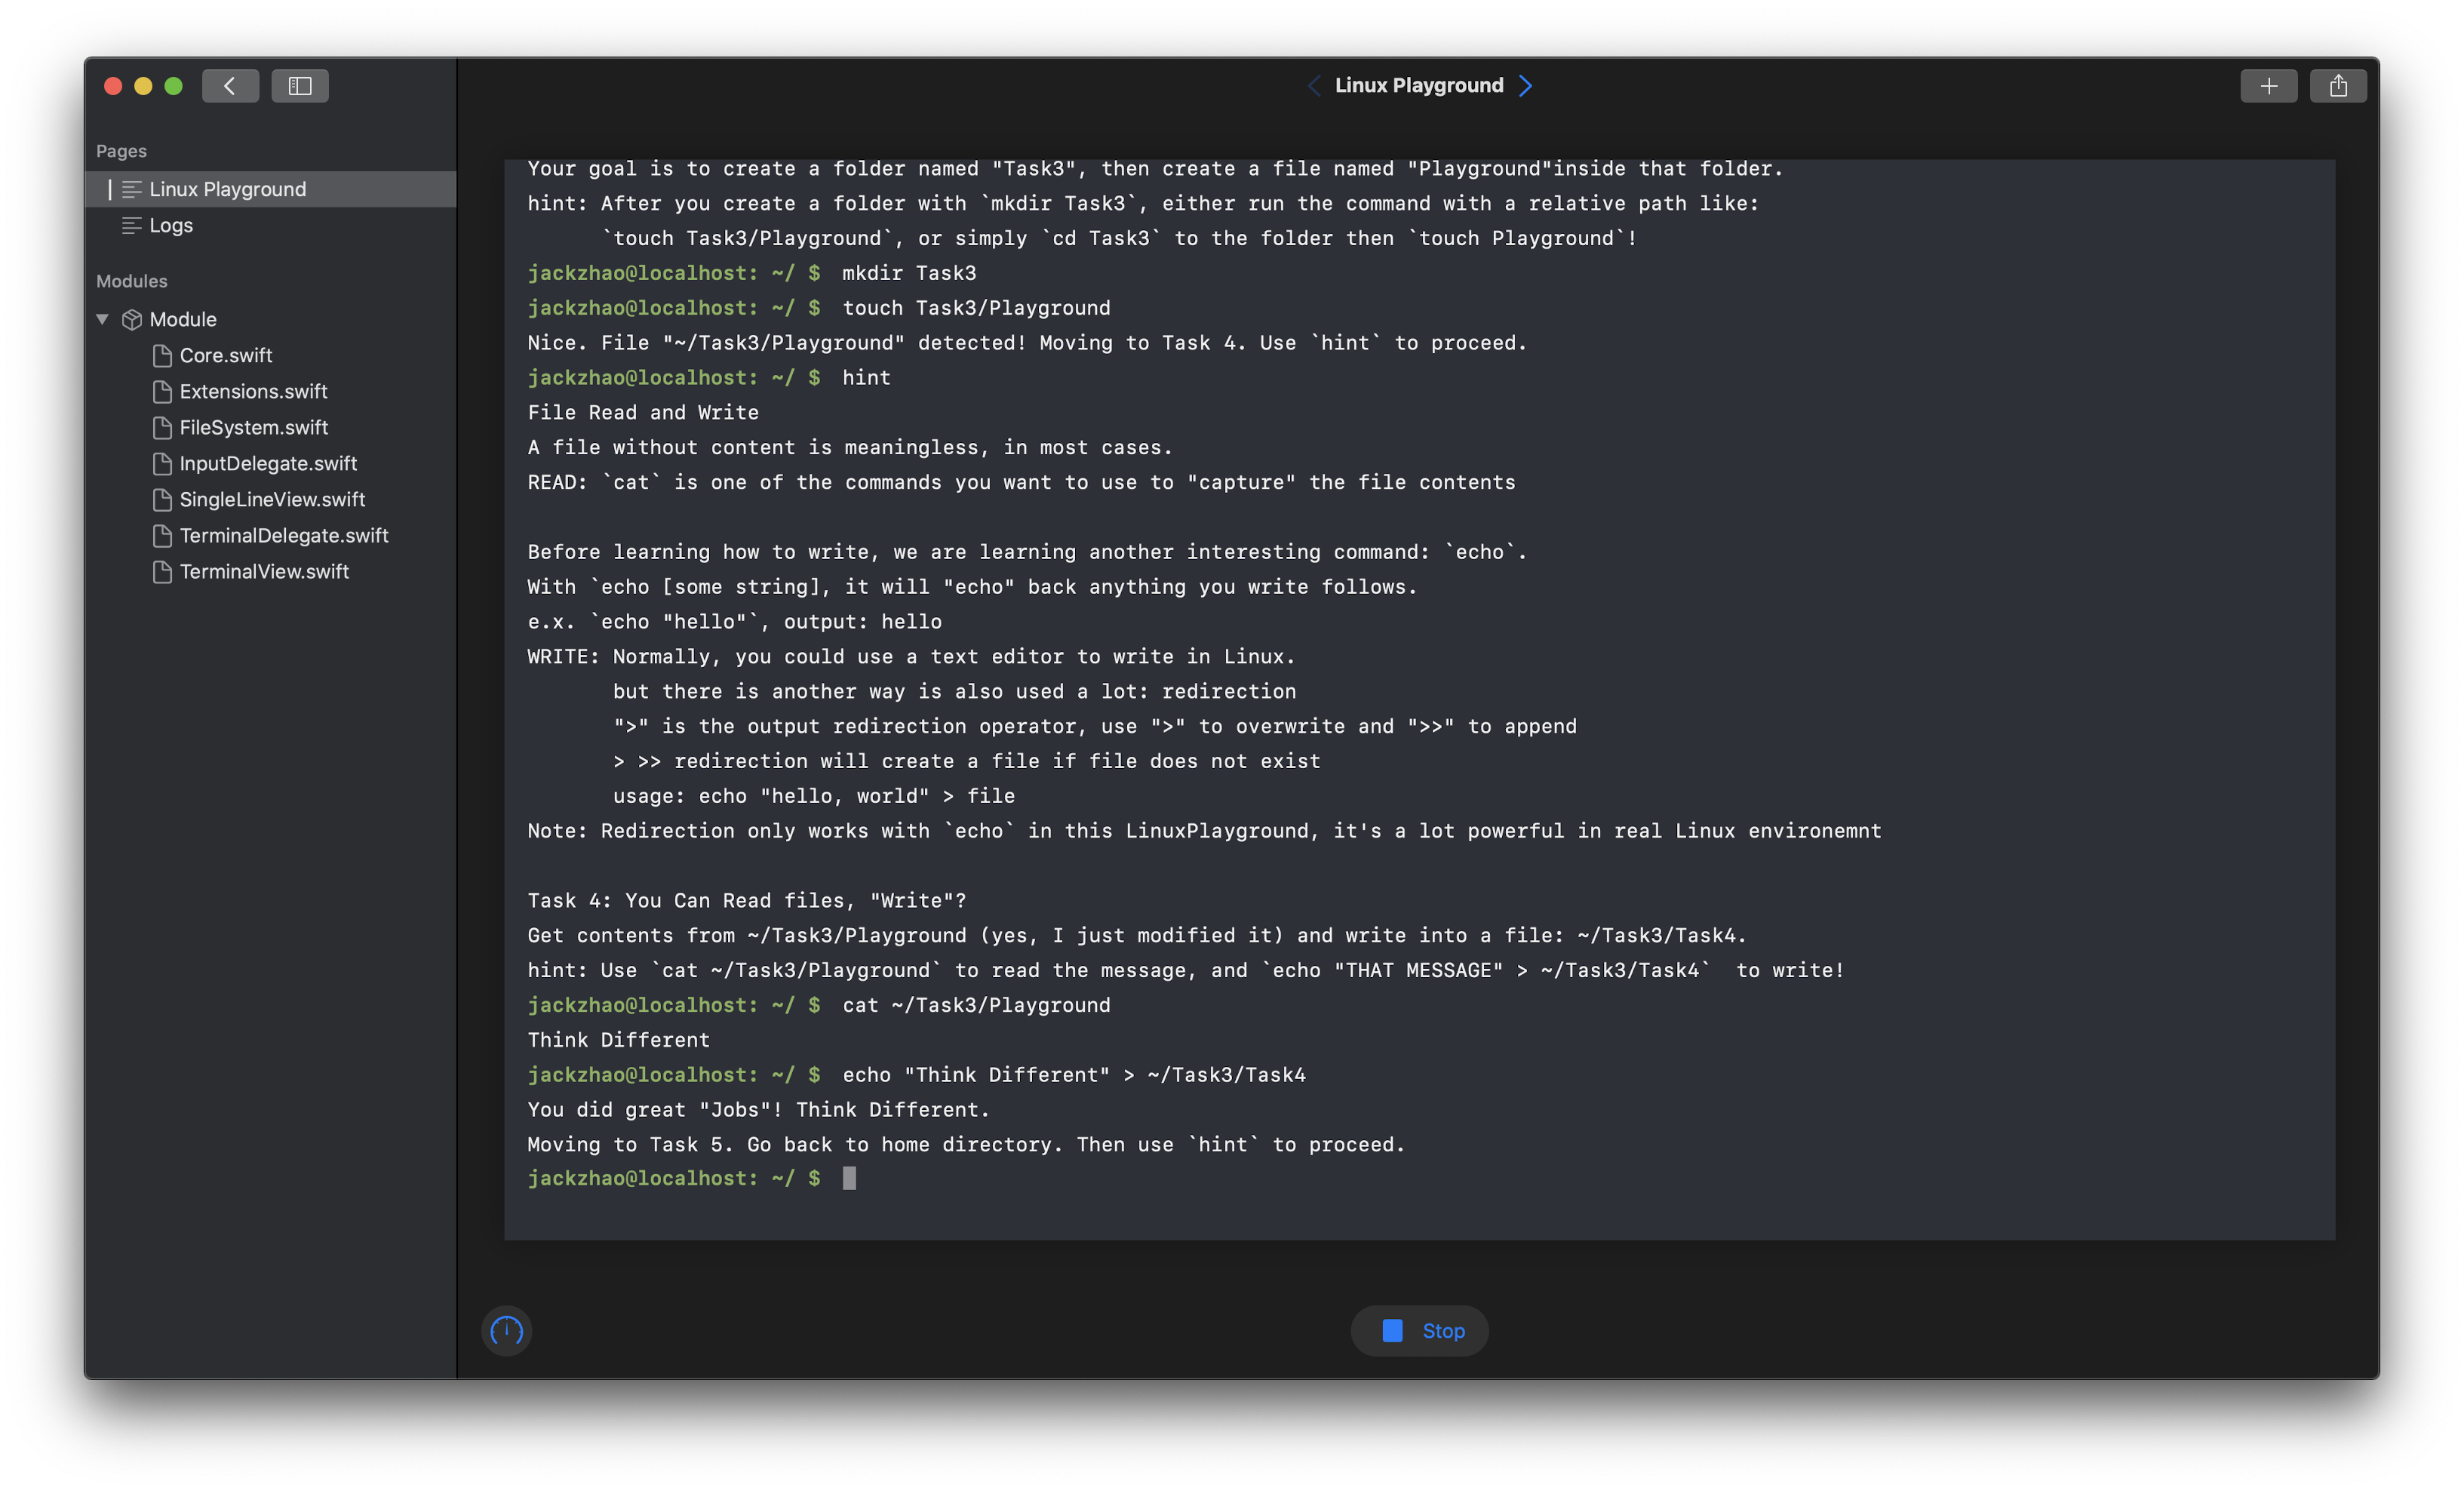 Linux Playground
Pages
Linux Playground
Logs
Modules
Module
Core.swift
Extensions.swift
FileSystem.swift
InputDelegate.swift
SingleLineView.swift
TerminalDelegate.swift
TerminalView.swift
Your goal is to create a folder named "Task3", then create a file named "Playground"inside that folder.
hint: After you create a folder with `mkdir Task3`, either run the command with a relative path like:
`touch Task3/Playground`, or simply `cd Task3` to the folder then `touch Playground`!
jackzhao@localhost: ~/ $ mkdir Task3
jackzhao@localhost: ~/ $ touch Task3/Playground
Nice. File "~/Task3/Playground" detected! Moving to Task 4. Use `hint` to proceed.
jackzhao@localhost: ~/ $ hint
File Read and Write
A file without content is meaningless, in most cases.
READ: `cat` is one of the commands you want to use to "capture" the file contents
Before learning how to write, we are learning another interesting command: `echo`.
With `echo [some string], it will "echo" back anything you write follows.
e.x. `echo "hello"`, output: hello
WRITE: Normally, you could use a text editor to write in Linux.
but there is another way is also used a lot: redirection
">" is the output redirection operator, use ">" to overwrite and ">>" to append
> >> redirection will create a file if file does not exist
usage: echo "hello, world" > file
Note: Redirection only works with `echo` in this LinuxPlayground, it's a lot powerful in real Linux environemnt
Task 4: You Can Read files, "Write"?
Get contents from ~/Task3/Playground (yes, I just modified it) and write into a file: ~/Task3/Task4.
hint: Use `cat ~/Task3/Playground` to read the message, and `echo "THAT MESSAGE" > ~/Task3/Task4`  to write!
jackzhao@localhost: ~/ $ cat ~/Task3/Playground
Think Different
jackzhao@localhost: ~/ $ echo "Think Different" > ~/Task3/Task4
You did great "Jobs"! Think Different.
Moving to Task 5. Go back to home directory. Then use `hint` to proceed.
jackzhao@localhost: ~/ $
Stop